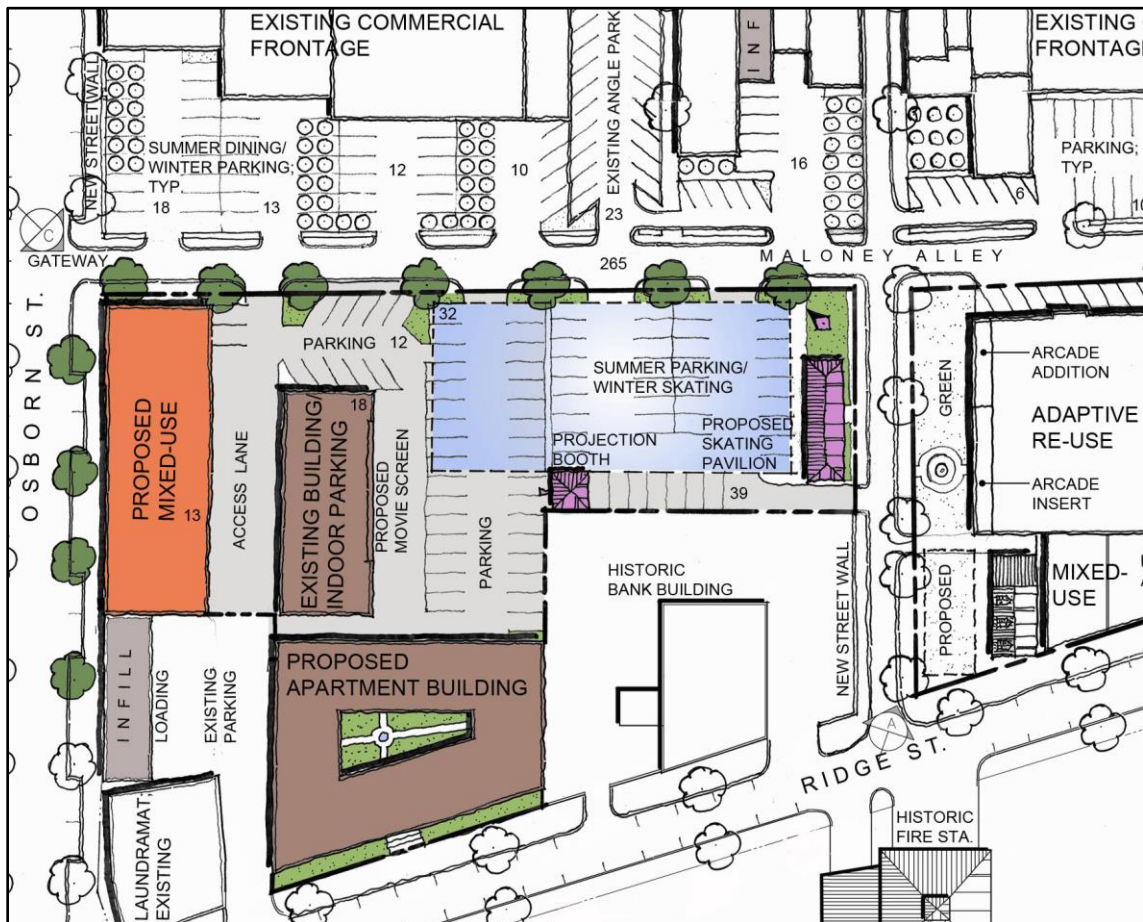 EXISTING COMMERCIAL
FRONTAGE
EXISTING ANGLE PARK
INF
EXISTING
FRONTAGE
NEW STREET WALL
SUMMER DINING/
WINTER PARKING;
TYP.
18
13
12
10
23
16
6
PARKING;
TYP.
10
C
GATEWAY
265
MALONEY ALLEY
OSBORN ST.
PROPOSED
MIXED-USE
13
ACCESS LANE
PARKING
12
EXISTING BUILDING/
INDOOR PARKING
18
PROPOSED
MOVIE SCREEN
32
SUMMER PARKING/
WINTER SKATING
PROJECTION
BOOTH
PROPOSED
SKATING
PAVILION
39
PARKING
GREEN
PROPOSED
ARCADE
ADDITION
ADAPTIVE
RE-USE
ARCADE
INSERT
MIXED-
USE
HISTORIC
BANK BUILDING
NEW STREET WALL
INFILL
LOADING
EXISTING
PARKING
PROPOSED
APARTMENT BUILDING
A
RIDGE ST.
LAUNDRAMAT;
EXISTING
HISTORIC
FIRE STA.